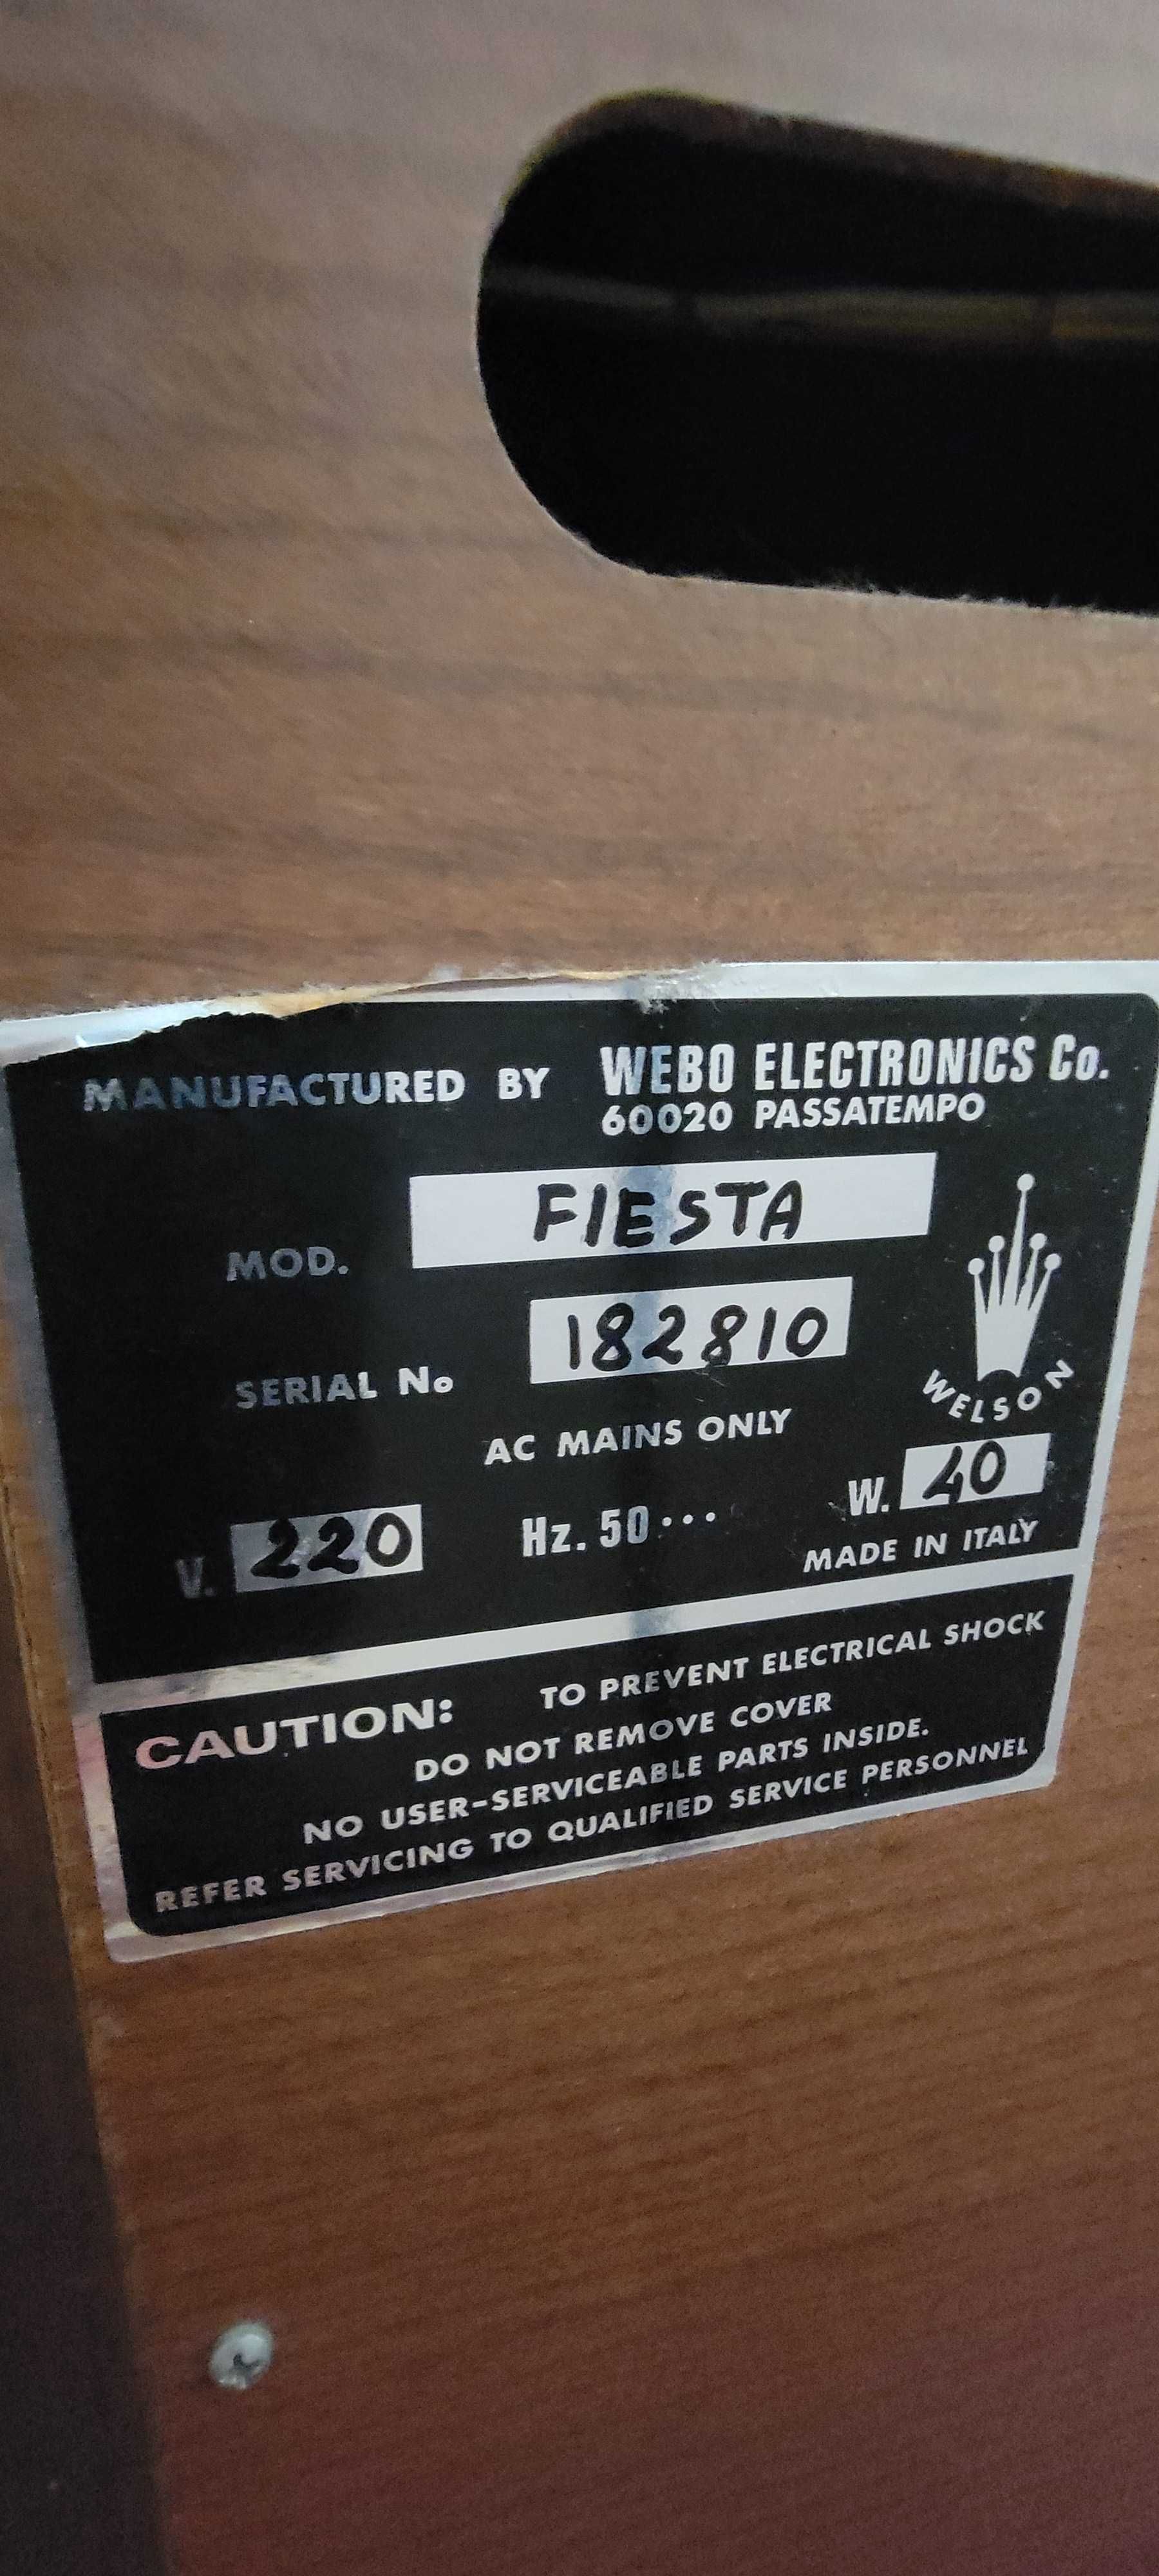 MANUFACTURED BY WEBO ELECTRONICS Co.
60020 PASSATEMPO
MOD. FIESTA
SERIAL No 182810
WELSON
AC MAINS ONLY
V. 220 Hz. 50... W. 40
MADE IN ITALY
CAUTION: TO PREVENT ELECTRICAL SHOCK
DO NOT REMOVE COVER
NO USER-SERVICEABLE PARTS INSIDE.
REFER SERVICING TO QUALIFIED SERVICE PERSONNEL